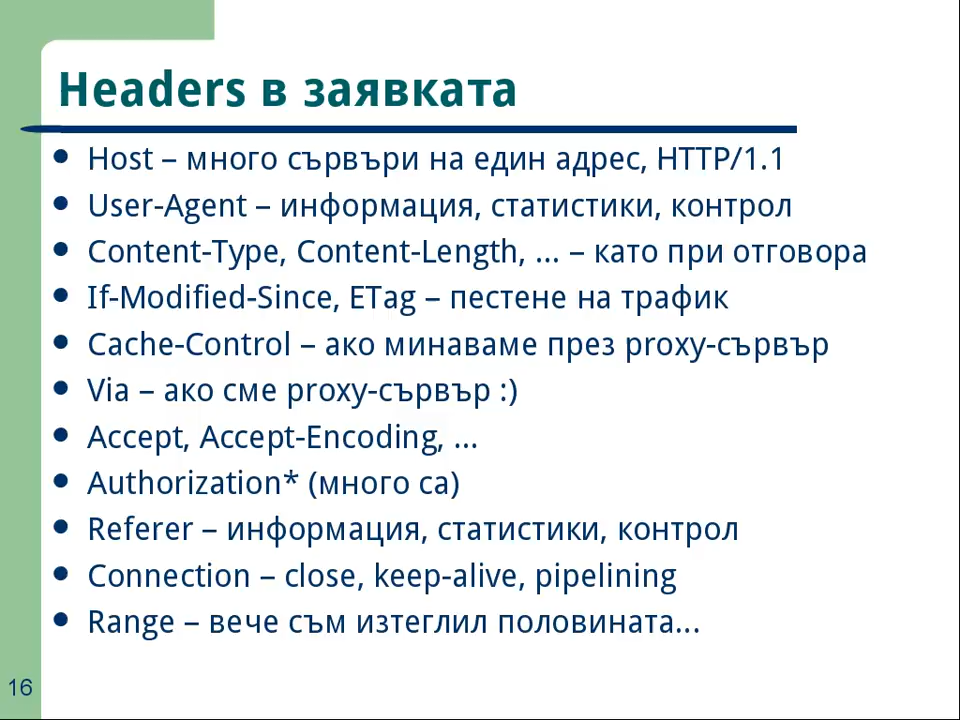 Headers в заявката
Host – много сървъри на един адрес, HTTP/1.1
User-Agent – информация, статистики, контрол
Content-Type, Content-Length, ... – като при отговора
If-Modified-Since, ETag – пестене на трафик
Cache-Control – ако минаваме през proxy-сървър
Via – ако сме proxy-сървър :)
Accept, Accept-Encoding, ...
Authorization* (много са)
Referer – информация, статистики, контрол
Connection – close, keep-alive, pipelining
Range – вече съм изтеглил половината...
16